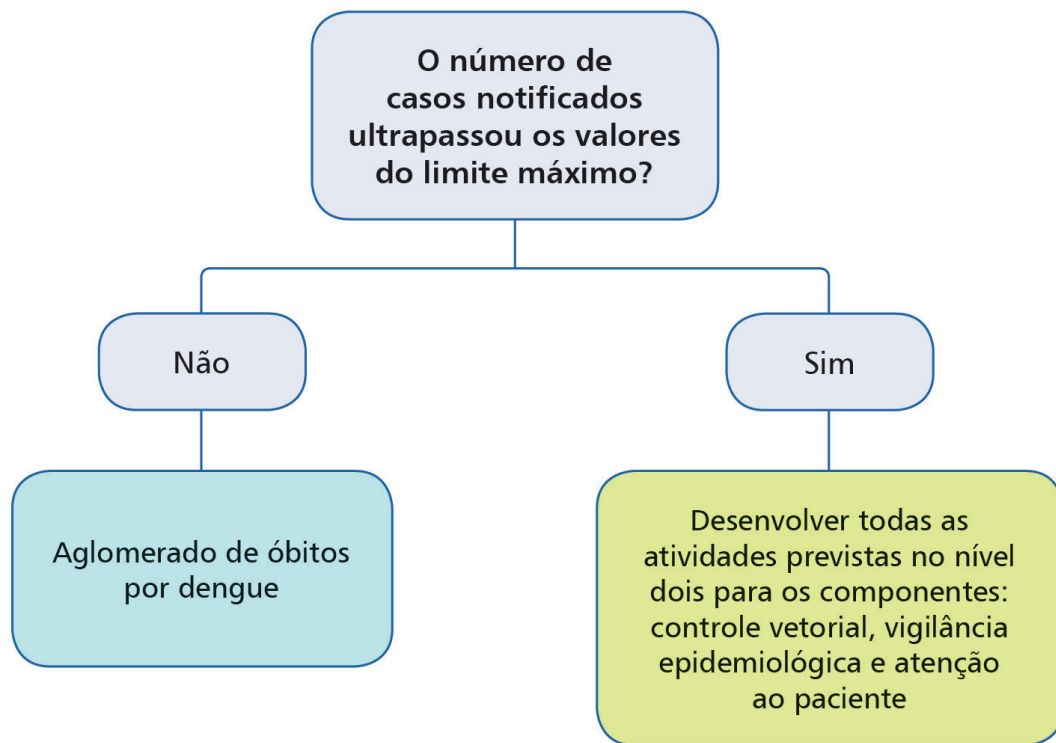 O número de
casos notificados
ultrapassou os valores
do limite máximo?
Não
Sim
Aglomerado de óbitos
por dengue
Desenvolver todas as
atividades previstas no nível
dois para os componentes:
controle vetorial, vigilância
epidemiológica e atenção
ao paciente